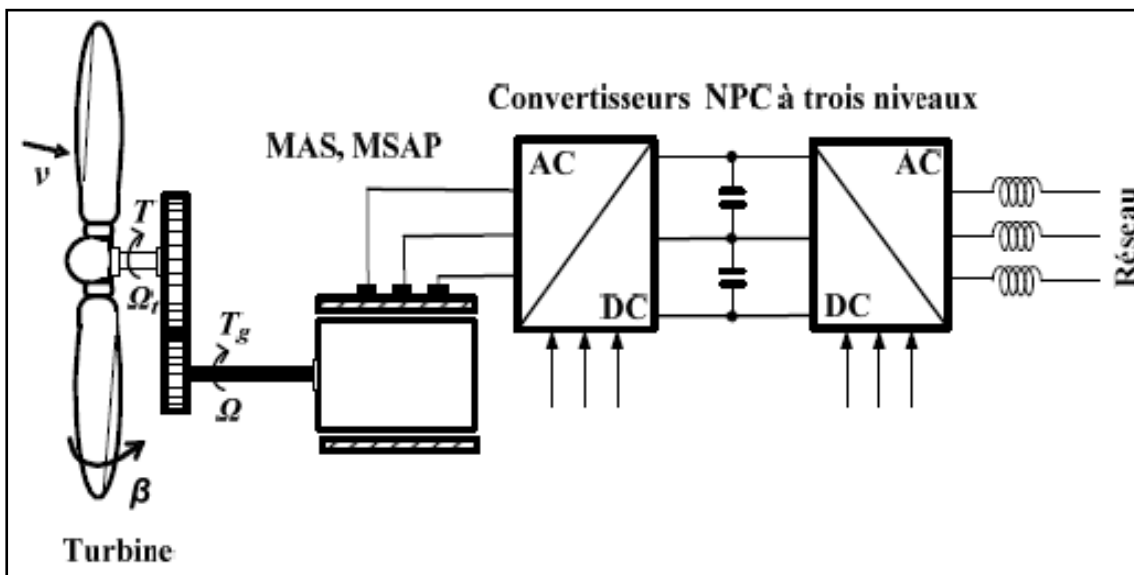 Convertisseurs NPC à trois niveaux
MAS, MSAP
AC
DC
AC
DC
Réseau
v
T
Ωt
Tg
Ω
β
Turbine